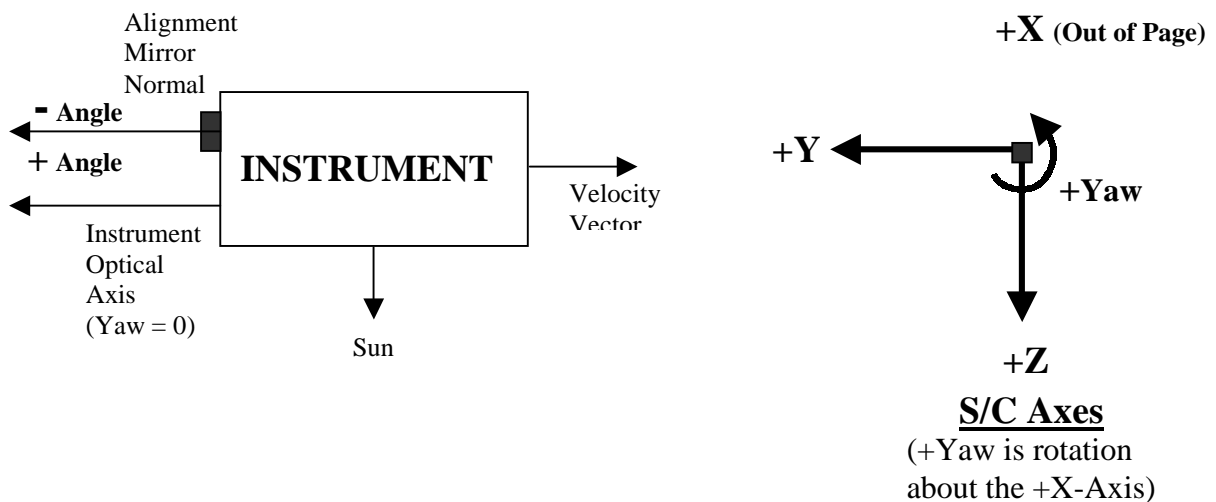 Alignment
Mirror
Normal
- Angle
+ Angle
INSTRUMENT
Velocity
Vector
Instrument
Optical
Axis
(Yaw = 0)
Sun
+X (Out of Page)
+Y
+Yaw
+Z
S/C Axes
(+Yaw is rotation
about the +X-Axis)